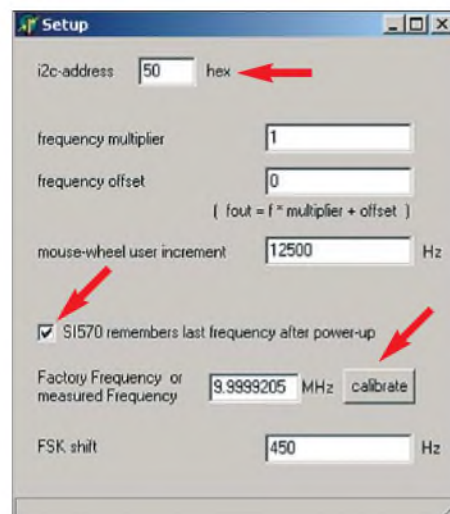 Setup
i2c-address 50 hex
frequency multiplier 1
frequency offset 0
( fout = f * multiplier + offset )
mouse-wheel user increment 12500 Hz
SI570 remembers last frequency after power-up
Factory Frequency or
measured Frequency 9.9999205 MHz calibrate
FSK shift 450 Hz